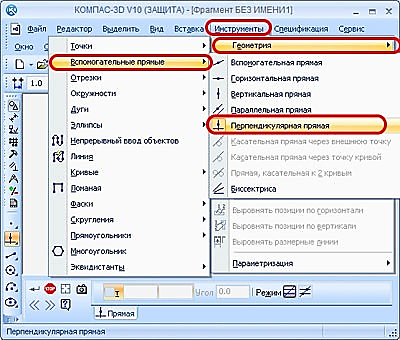 КОМПАС-3D V10 (ЗАЩИТА) - [Фрагмент БЕЗ ИМЕНИ1]
Файл Редактор Выделить Вид Вставка Инструменты Спецификация Сервис
Окно
1.0
Геометрия
Точки
Вспомогательные прямые
Отрезки
Окружности
Дуги
Эллипсы
Непрерывный ввод объектов
Линия
Кривые
Ломаная
Фаски
Скругления
Прямоугольники
Многоугольник
Эквидистанты
Вспомогательная прямая
Горизонтальная прямая
Вертикальная прямая
Параллельная прямая
Перпендикулярная прямая
Касательная прямая через внешнюю точку
Касательная прямая через точку кривой
Прямая, касательная к 2 кривым
Биссектриса
Выровнять позиции по горизонтали
Выровнять позиции по вертикали
Выровнять размерные линии
Параметризация
STOP
Угол 0.0 Режим
Прямая
Перпендикулярная прямая